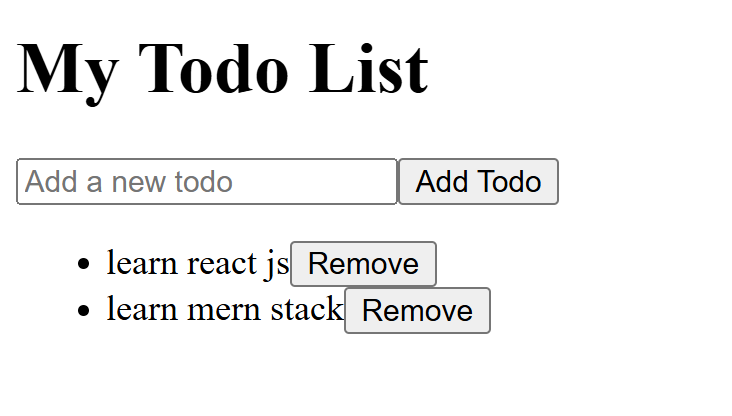 My Todo List
Add a new todo Add Todo
learn react js Remove
learn mern stack Remove